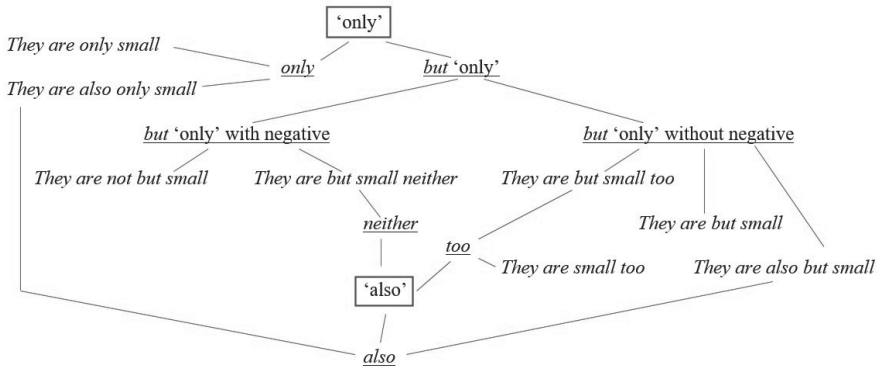 ‘only’
They are only small
only
but ‘only’
They are also only small
but ‘only’ with negative
but ‘only’ without negative
They are not but small
They are but small neither
They are but small too
neither
They are but small
too
They are small too
They are also but small
‘also’
also